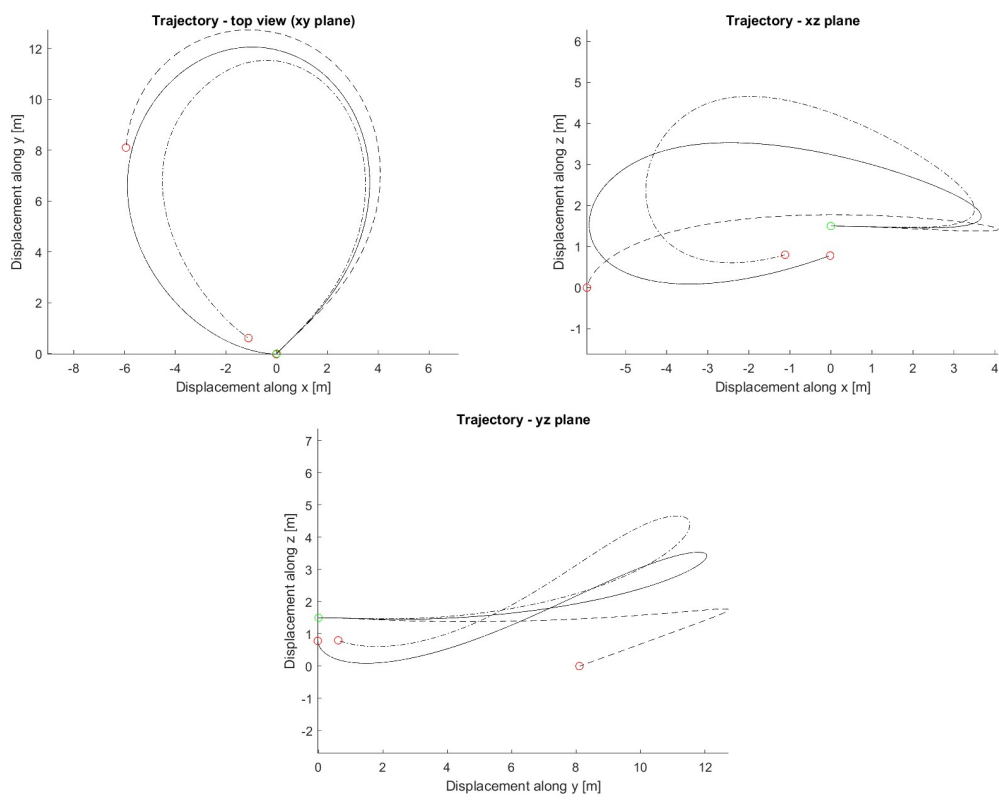 Trajectory - top view (xy plane)
12
10
8
6
4
2
0
-8 -6 -4 -2 0 2 4 6
Displacement along x [m]
Displacement along y [m]
Trajectory - xz plane
6
5
4
3
2
1
0
-1
-5 -4 -3 -2 -1 0 1 2 3 4
Displacement along x [m]
Displacement along z [m]
Trajectory - yz plane
7
6
5
4
3
2
1
0
-1
-2
0 2 4 6 8 10 12
Displacement along y [m]
Displacement along z [m]